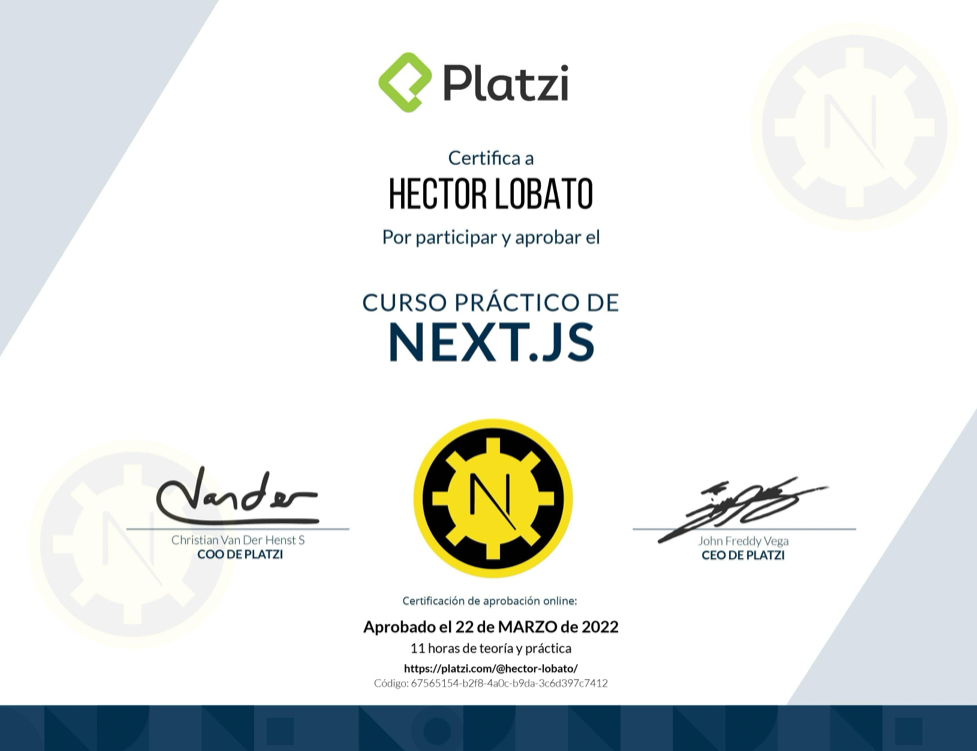 Platzi
Certifica a
HECTOR LOBATO
Por participar y aprobar el
CURSO PRÁCTICO DE
NEXT.JS
N
Vander
Christian Van Der Henst S
COO DE PLATZI
John Freddy Vega
CEO DE PLATZI
Certificación de aprobación online:
Aprobado el 22 de MARZO de 2022
11 horas de teoría y práctica
https://platzi.com/@hector-lobato/
Código: 67565154-b2f8-4a0c-b9da-3c6d397c7412